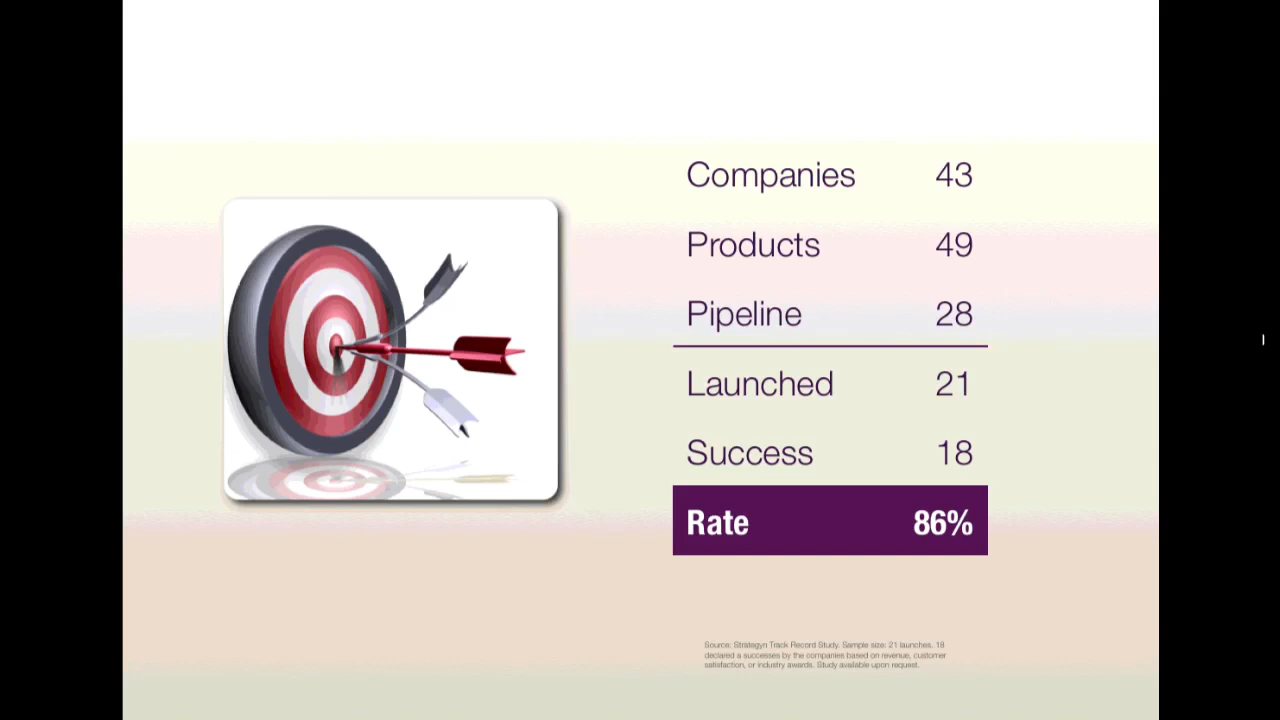 Companies 43
Products 49
Pipeline 28
Launched 21
Success 18
Rate 86%
Source: Strategyn Track Record Study. Sample size: 21 launches. 18
declared a successes by the companies based on revenue, customer
satisfaction, or industry awards. Study available upon request.